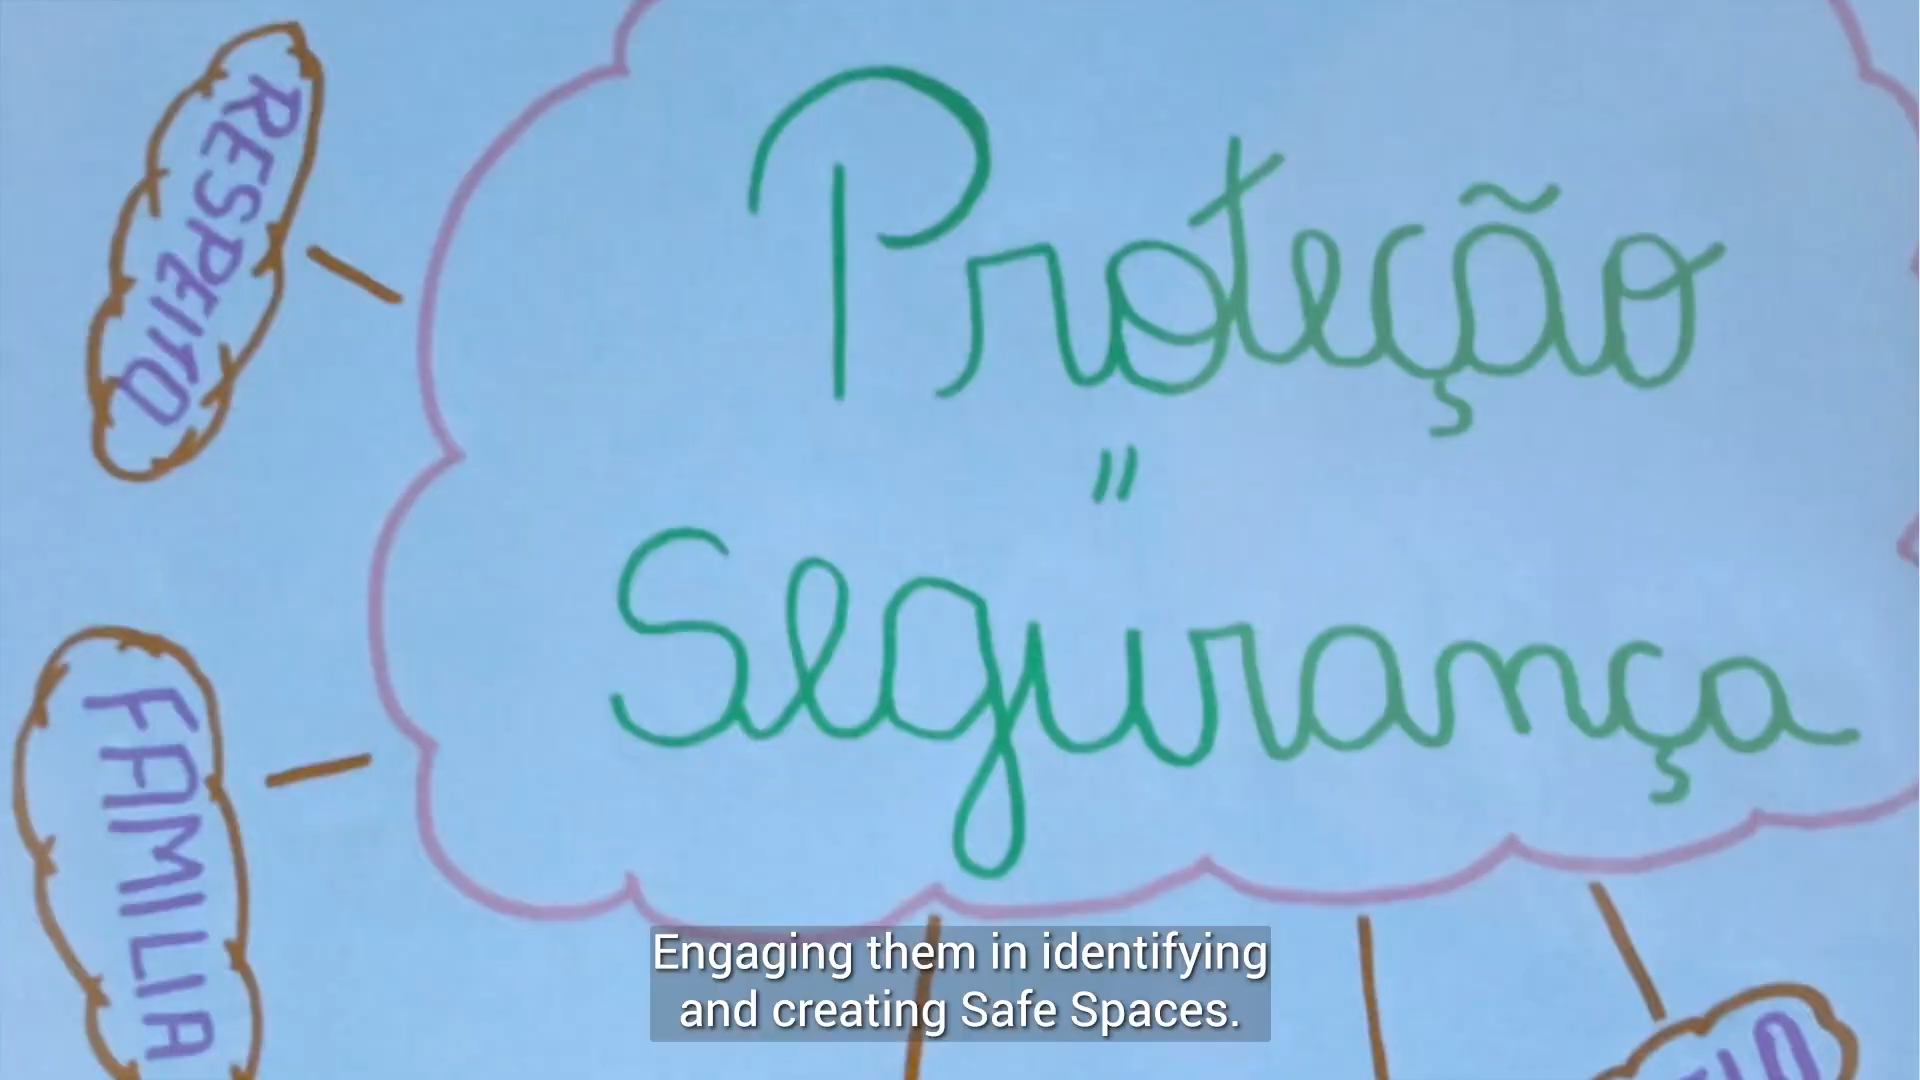 RESPEITO
Proteção
"
Segurança
FAMILIA
Engaging them in identifying
and creating Safe Spaces.